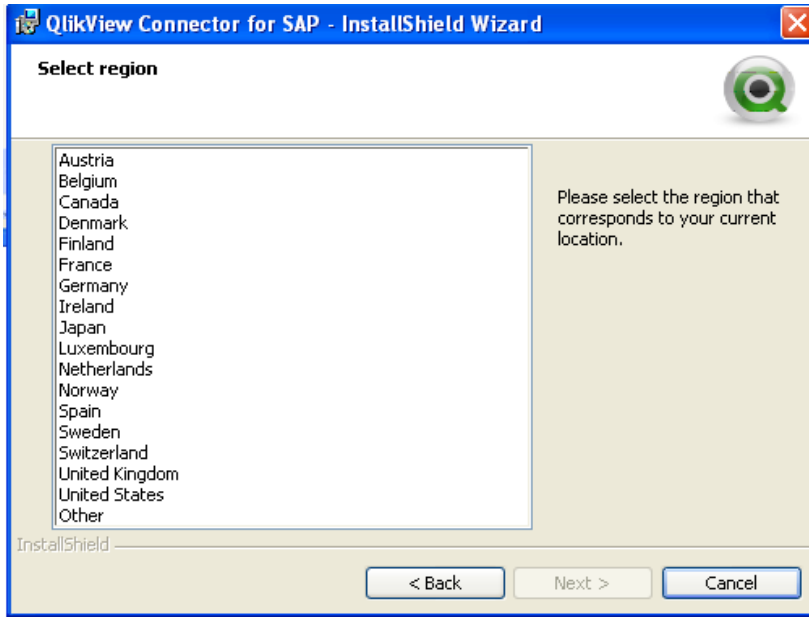 QlikView Connector for SAP - InstallShield Wizard
Select region
Austria
Belgium
Canada
Denmark
Finland
France
Germany
Ireland
Japan
Luxembourg
Netherlands
Norway
Spain
Sweden
Switzerland
United Kingdom
United States
Other
Please select the region that
corresponds to your current
location.
InstallShield
< Back
Next >
Cancel